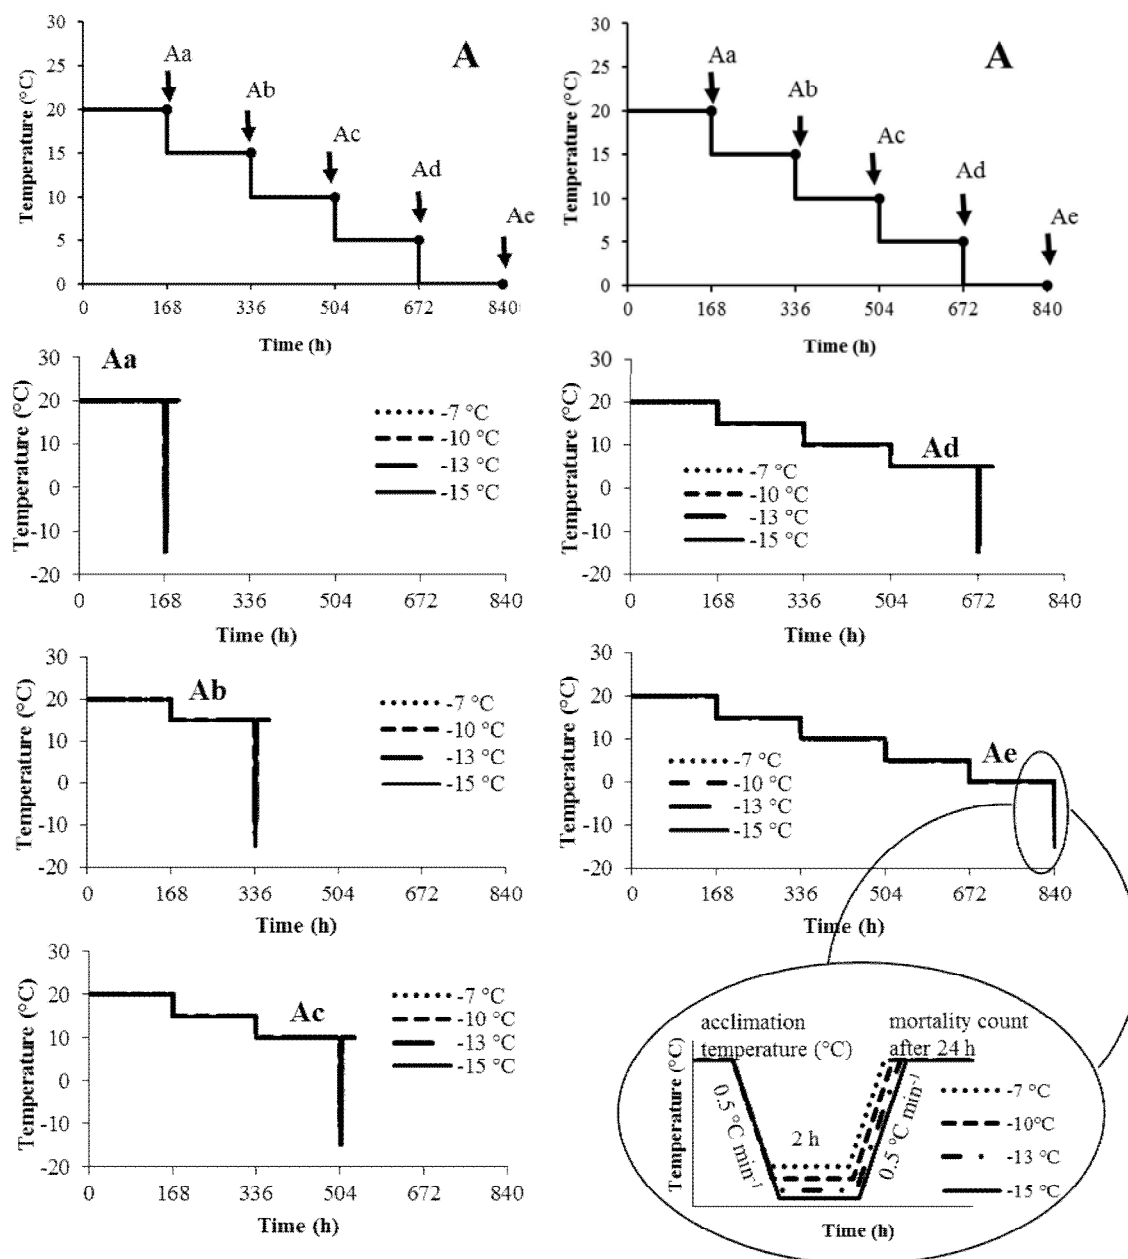 A
Temperature (°C)
30
25
20
15
10
5
0
Aa
Ab
Ac
Ad
Ae
0 168 336 504 672 840
Time (h)
A
Temperature (°C)
30
25
20
15
10
5
0
Aa
Ab
Ac
Ad
Ae
0 168 336 504 672 840
Time (h)
Aa
Temperature (°C)
30
20
10
0
-10
-20
-7 °C
-10 °C
-13 °C
-15 °C
0 168 336 504 672 840
Time (h)
Ad
Temperature (°C)
30
20
10
0
-10
-20
-7 °C
-10 °C
-13 °C
-15 °C
0 168 336 504 672 840
Time (h)
Ab
Temperature (°C)
30
20
10
0
-10
-20
-7 °C
-10 °C
-13 °C
-15 °C
0 168 336 504 672 840
Time (h)
Ae
Temperature (°C)
30
20
10
0
-10
-20
-7 °C
-10 °C
-13 °C
-15 °C
0 168 336 504 672 840
Time (h)
Ac
Temperature (°C)
30
20
10
0
-10
-20
-7 °C
-10 °C
-13 °C
-15 °C
0 168 336 504 672 840
Time (h)
acclimation
temperature (°C)
mortality count
after 24 h
Temperature (°C)
0.5 °C min⁻¹
2 h
0.5 °C min⁻¹
-7 °C
-10°C
-13 °C
-15 °C
Time (h)